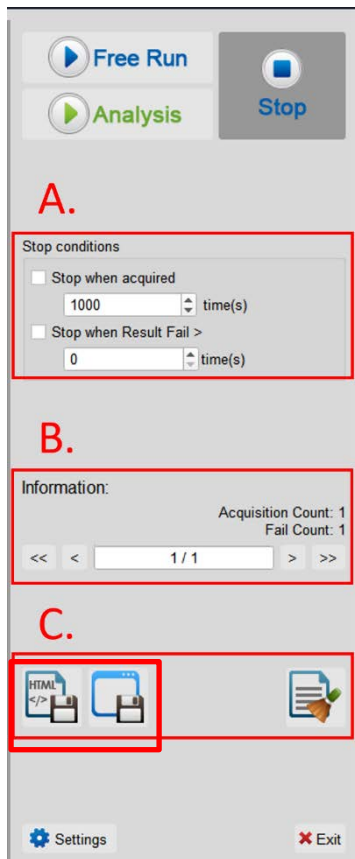 Free Run
Analysis
Stop
A.
Stop conditions
Stop when acquired
1000 time(s)
Stop when Result Fail >
0 time(s)
B.
Information:
Acquisition Count: 1
Fail Count: 1
<< < 1 / 1 > >>
C.
HTML
</>
Settings
Exit